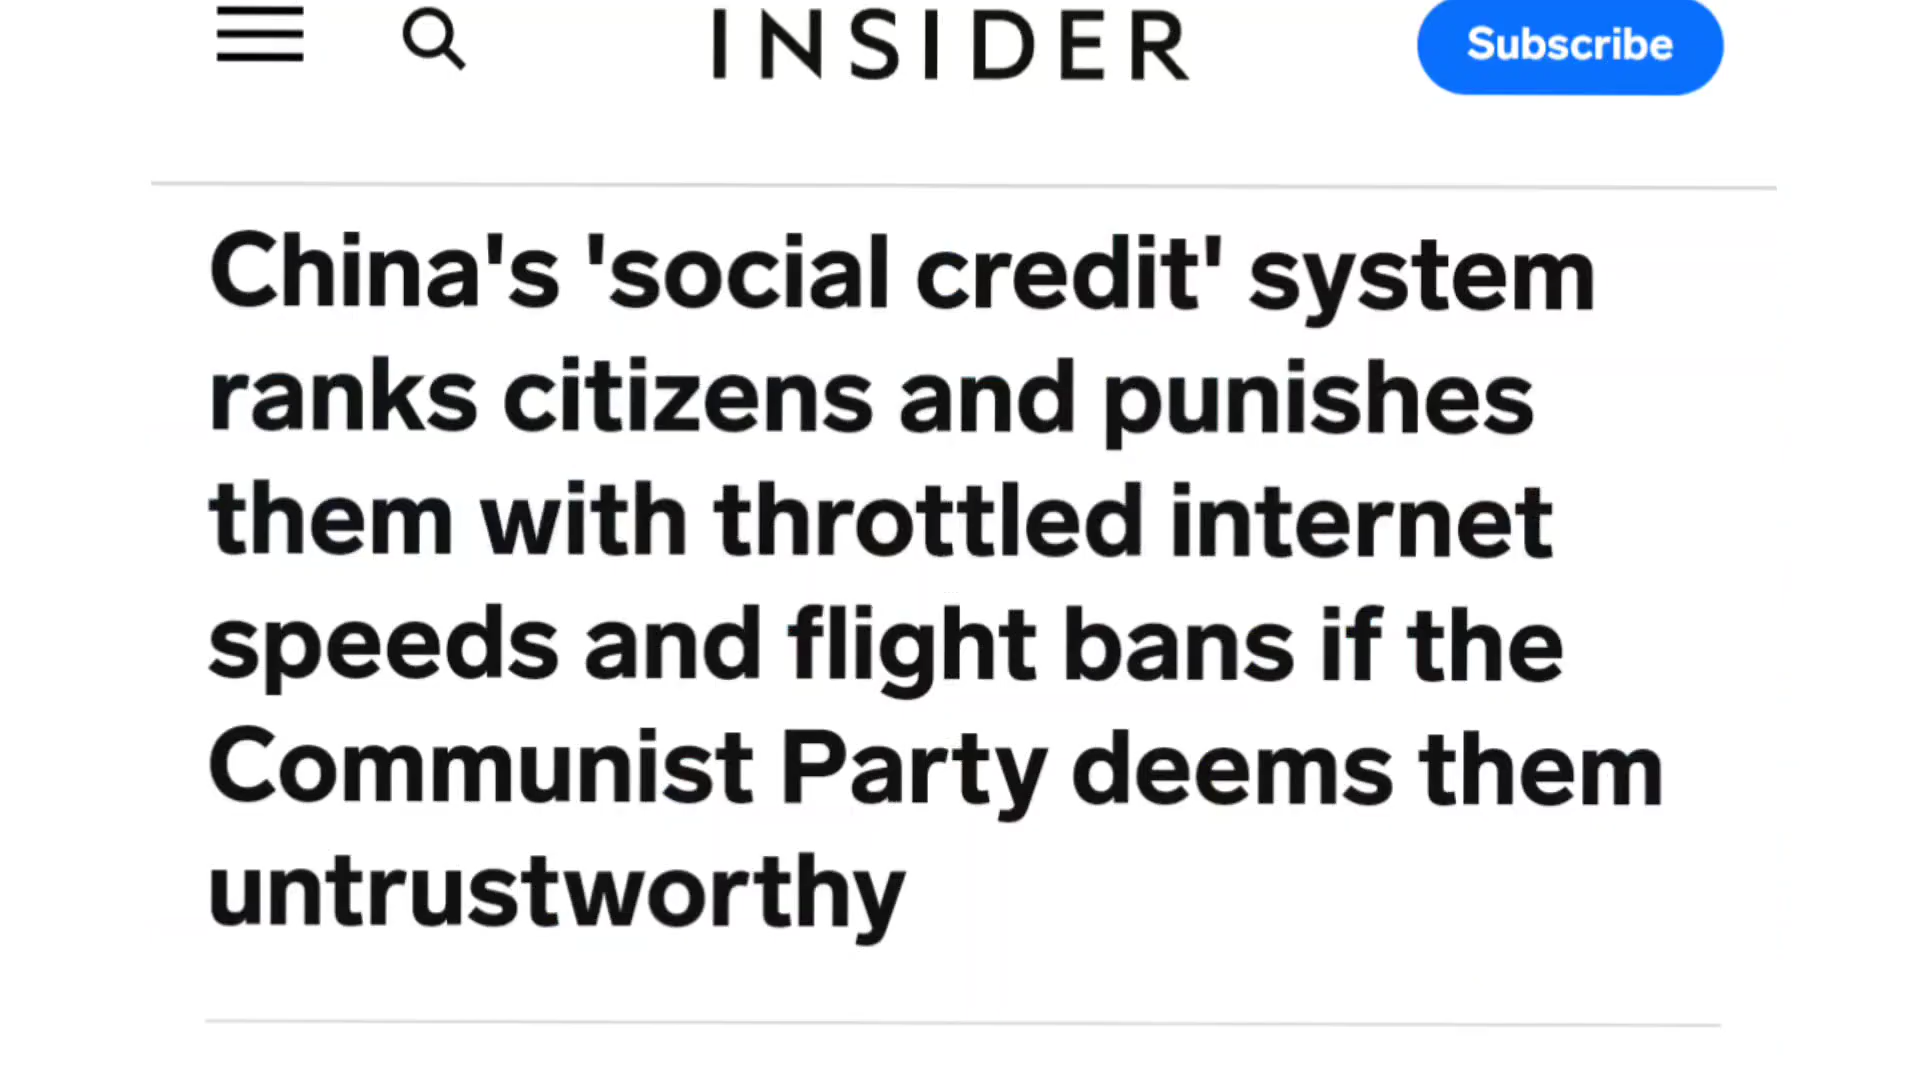 INSIDER
Subscribe
China's 'social credit' system
ranks citizens and punishes
them with throttled internet
speeds and flight bans if the
Communist Party deems them
untrustworthy